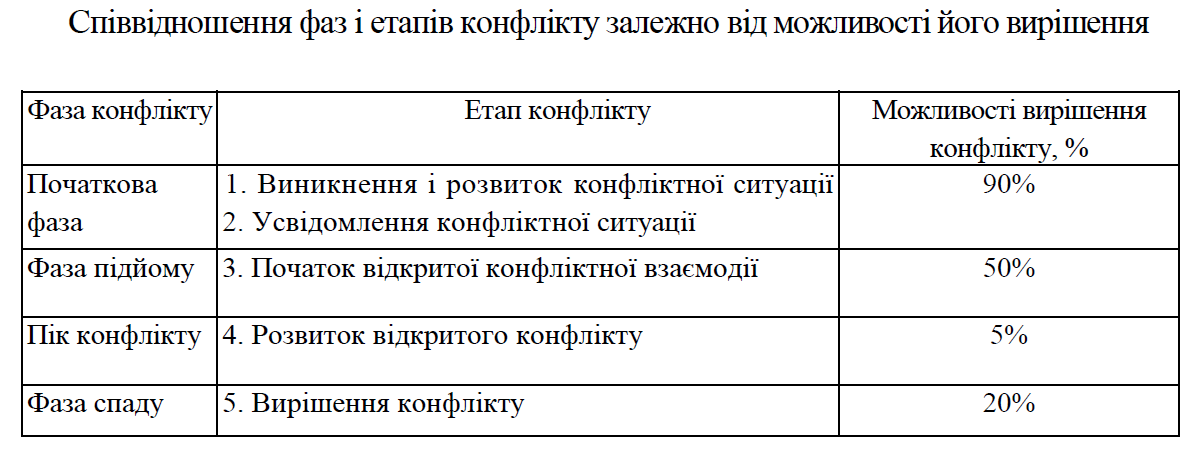 Співвідношення фаз і етапів конфлікту залежно від можливості його вирішення
Фаза конфлікту Етап конфлікту Можливості вирішення
конфлікту, %
Початкова 1. Виникнення і розвиток конфліктної ситуації 90%
фаза 2. Усвідомлення конфліктної ситуації
Фаза підйому 3. Початок відкритої конфліктної взаємодії 50%
Пік конфлікту 4. Розвиток відкритого конфлікту 5%
Фаза спаду 5. Вирішення конфлікту 20%